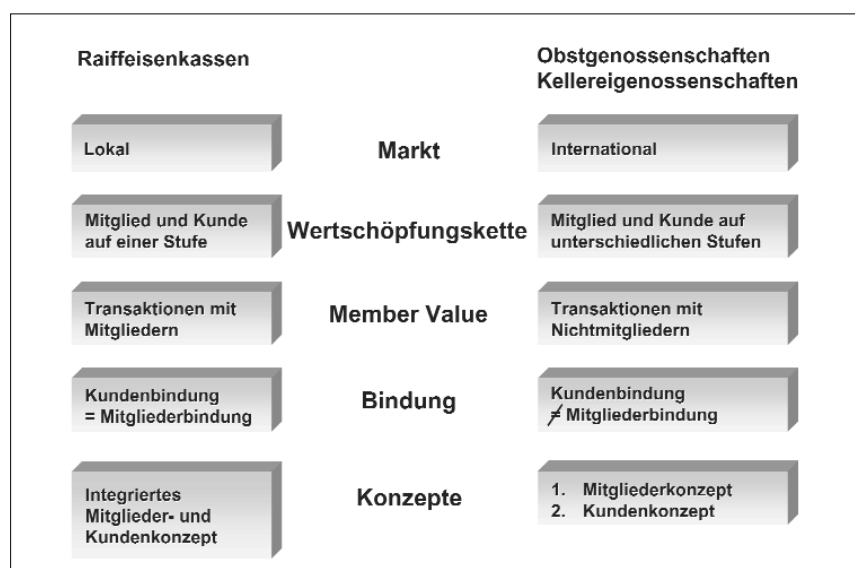 Raiffeisenkassen
Obstgenossenschaften
Kellereigenossenschaften
Lokal
Markt
International
Mitglied und Kunde
auf einer Stufe
Wertschöpfungskette
Mitglied und Kunde auf
unterschiedlichen Stufen
Transaktionen mit
Mitgliedern
Member Value
Transaktionen mit
Nichtmitgliedern
Kundenbindung
= Mitgliederbindung
Bindung
Kundenbindung
≠ Mitgliederbindung
Integriertes
Mitglieder- und
Kundenkonzept
Konzepte
1. Mitgliederkonzept
2. Kundenkonzept